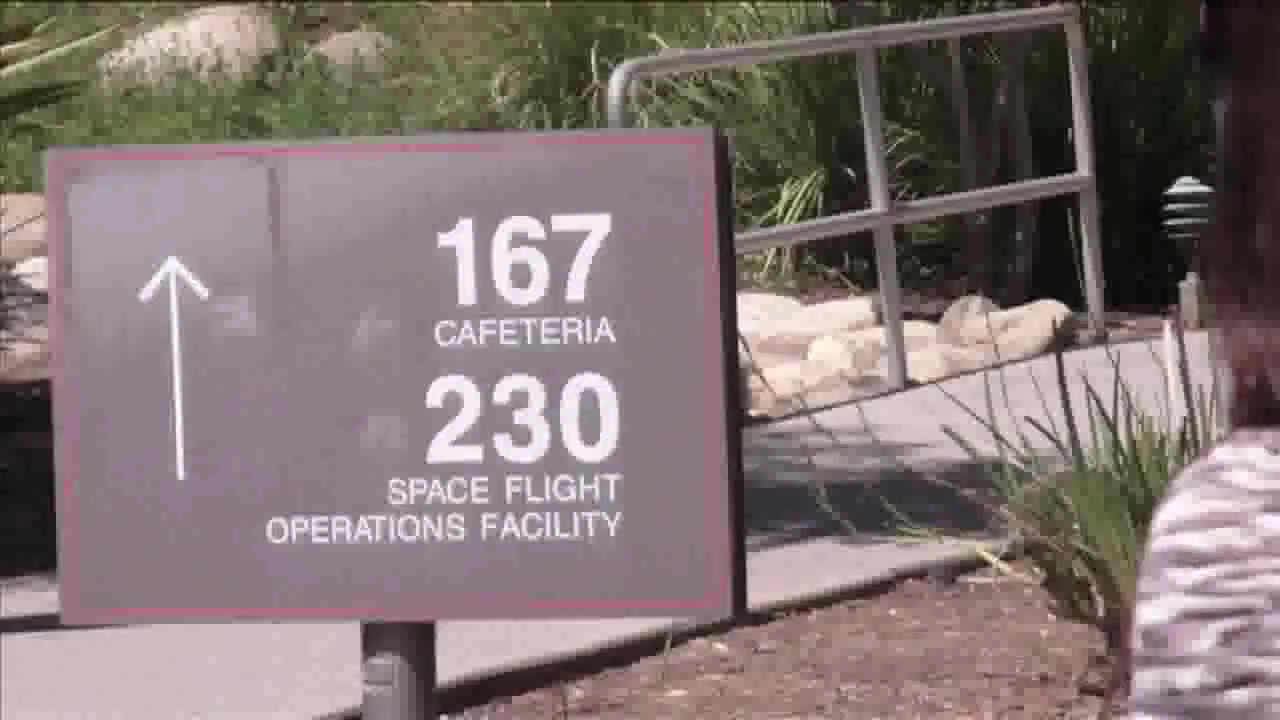 167
CAFETERIA
230
SPACE FLIGHT
OPERATIONS FACILITY